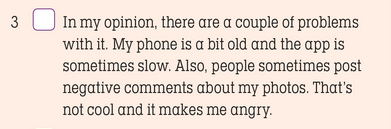 3 In my opinion, there are a couple of problems
with it. My phone is a bit old and the app is
sometimes slow. Also, people sometimes post
negative comments about my photos. That's
not cool and it makes me angry.